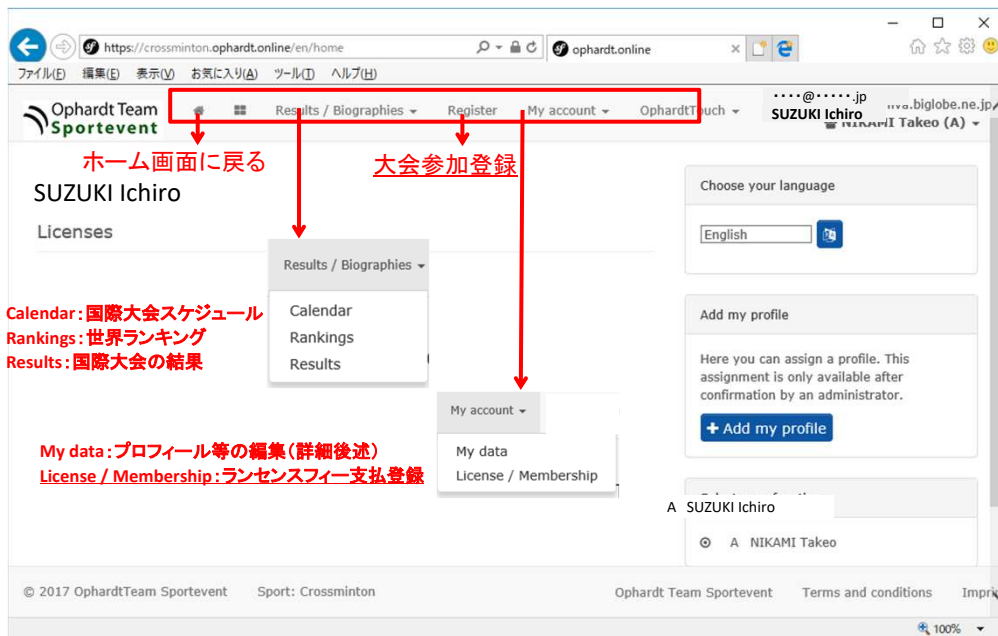 https://crossminton.ophardt.online/en/home
ophardt.online
ファイル(F) 編集(E) 表示(V) お気に入り(A) ツール(T) ヘルプ(H)
Ophardt Team
Sportevent
Results / Biographies
Register
My account
OphardtTouch
····@·····.jp
.biglobe.ne.jp
SUZUKI Ichiro
NIKAMI Takeo (A)
ホーム画面に戻る
大会参加登録
SUZUKI Ichiro
Licenses
Results / Biographies
Calendar
Rankings
Results
Calendar：国際大会スケジュール
Rankings：世界ランキング
Results：国際大会の結果
My account
My data
License / Membership
My data：プロフィール等の編集（詳細後述）
License / Membership：ランセンスフィー支払登録
Choose your language
English
Add my profile
Here you can assign a profile. This
assignment is only available after
confirmation by an administrator.
+ Add my profile
A SUZUKI Ichiro
A NIKAMI Takeo
© 2017 OphardtTeam Sportevent Sport: Crossminton
Ophardt Team Sportevent Terms and conditions
100%